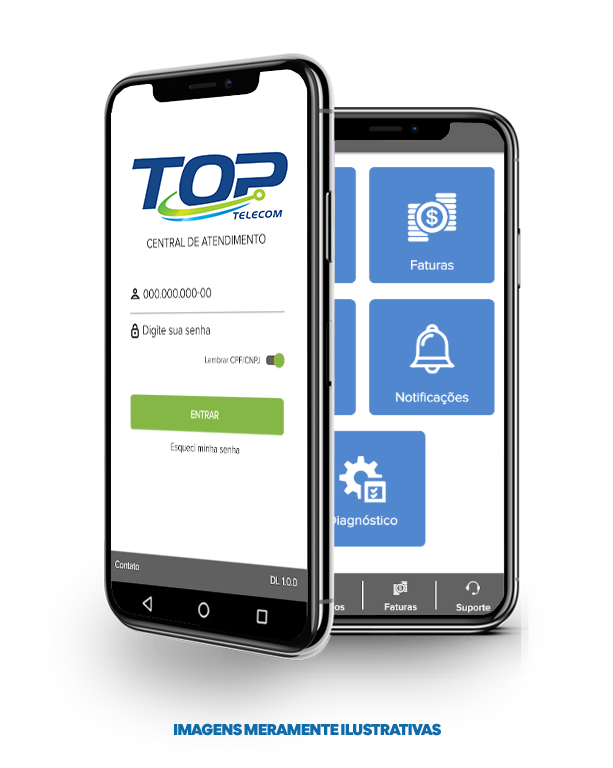 TOP
TELECOM
CENTRAL DE ATENDIMENTO
000.000.000-00
Digite sua senha
Lembrar CPF/CNPJ
ENTRAR
Esqueci minha senha
Contato
DL 1.0.0
Faturas
Notificações
Diagnóstico
Faturas
Suporte
IMAGENS MERAMENTE ILUSTRATIVAS